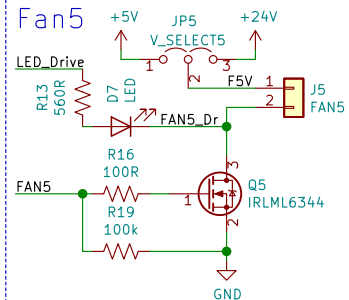 Fan5
+5V
JP5
+24V
V_SELECT5
1
3
2
LED_Drive
F5V
1
2
J5
FAN5
R13
560R
D7
LED
FAN5_Dr
R16
100R
3
FAN5
1
Q5
IRLML6344
R19
100k
2
GND